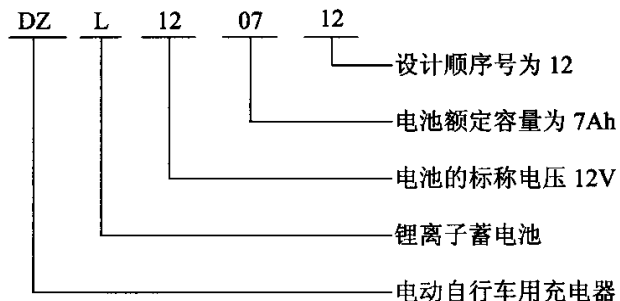 DZ L 12 07 12
设计顺序号为 12
电池额定容量为 7Ah
电池的标称电压 12V
锂离子蓄电池
电动自行车用充电器